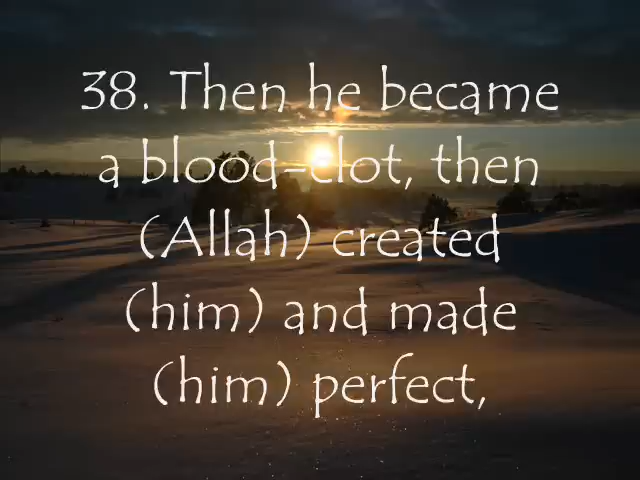 38. Then he became
a blood-clot, then
(Allah) created
(him) and made
(him) perfect,